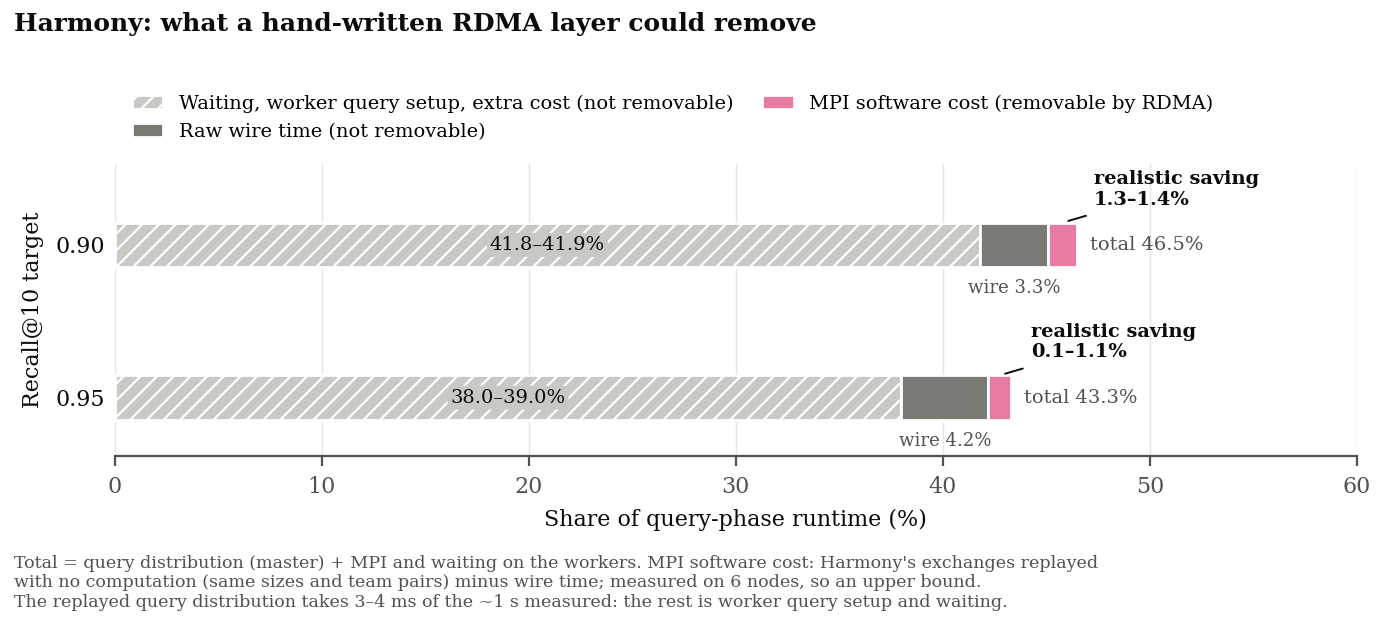 Harmony: what a hand-written RDMA layer could remove
Waiting, worker query setup, extra cost (not removable)
MPI software cost (removable by RDMA)
Raw wire time (not removable)
realistic saving
1.3–1.4%
0.90
41.8–41.9%
total 46.5%
wire 3.3%
realistic saving
0.1–1.1%
0.95
38.0–39.0%
total 43.3%
wire 4.2%
Recall@10 target
0 10 20 30 40 50 60
Share of query-phase runtime (%)
Total = query distribution (master) + MPI and waiting on the workers. MPI software cost: Harmony's exchanges replayed
with no computation (same sizes and team pairs) minus wire time; measured on 6 nodes, so an upper bound.
The replayed query distribution takes 3–4 ms of the ~1 s measured: the rest is worker query setup and waiting.